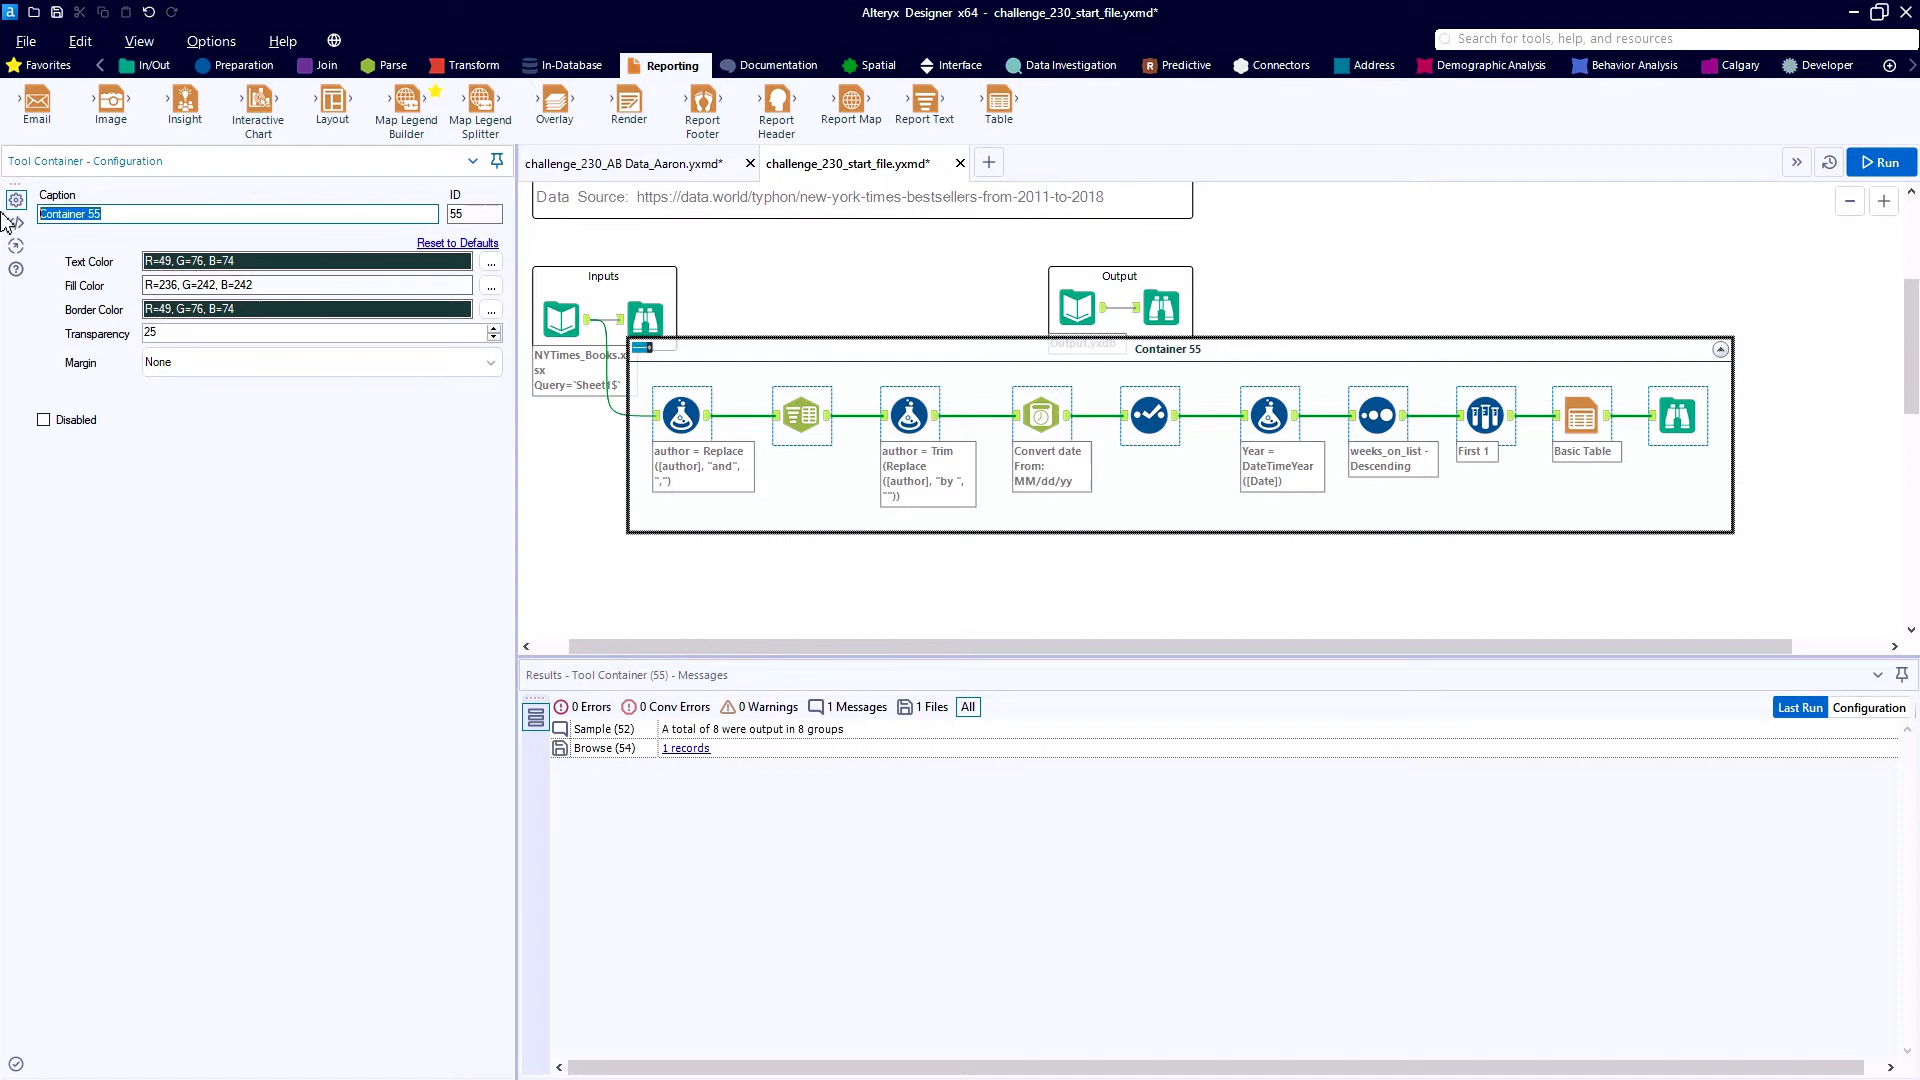 Alteryx Designer x64 - challenge_230_start_file.yxmd*
File Edit View Options Help
Search for tools, help, and resources
Favorites In/Out Preparation Join Parse Transform In-Database Reporting Documentation Spatial Interface Data Investigation Predictive Connectors Address Demographic Analysis Behavior Analysis Calgary Developer
Email Image Insight Interactive Chart Layout Map Legend Builder Map Legend Splitter Overlay Render Report Footer Report Header Report Map Report Text Table
Tool Container - Configuration
challenge_230_AB Data_Aaron.yxmd* challenge_230_start_file.yxmd*
Run
Caption ID
Container 55 55
Reset to Defaults
Text Color R=49, G=76, B=74 ...
Fill Color R=236, G=242, B=242 ...
Border Color R=49, G=76, B=74 ...
Transparency 25
Margin None
Disabled
Data Source: https://data.world/typhon/new-york-times-bestsellers-from-2011-to-2018
Inputs
Output
NYTimes_Books.x
sx
Query=`Sheet1$`
Output.yxdb
Container 55
author = Replace
([author], "and",
",")
author = Trim
(Replace
([author], "by ",
""))
Convert date
From:
MM/dd/yy
Year =
DateTimeYear
([Date])
weeks_on_list -
Descending
First 1
Basic Table
Results - Tool Container (55) - Messages
0 Errors 0 Conv Errors 0 Warnings 1 Messages 1 Files All
Last Run Configuration
Sample (52) A total of 8 were output in 8 groups
Browse (54) 1 records